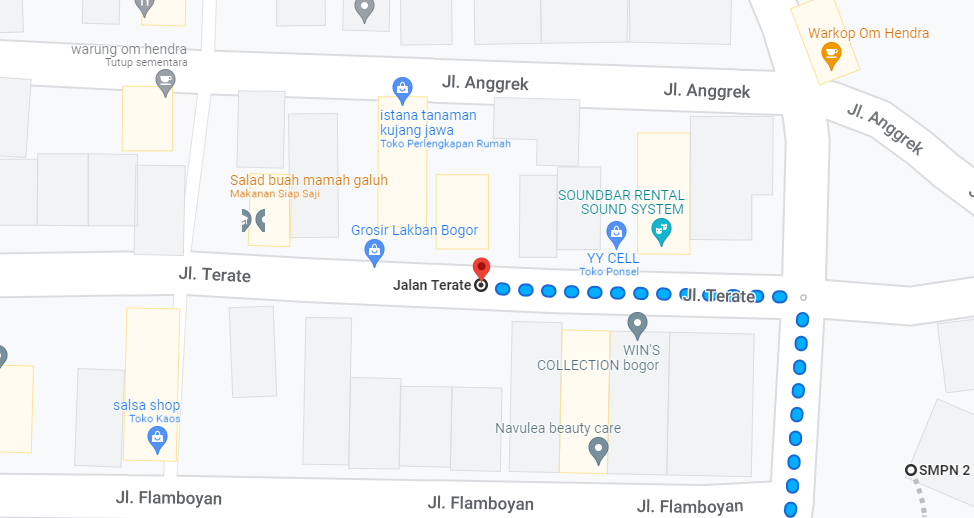 Warkop Om Hendra
warung om hendra
Tutup sementara
Jl. Anggrek
Jl. Anggrek
Jl. Anggrek
istana tanaman
kujang jawa
Toko Perlengkapan Rumah
Salad buah mamah galuh
Makanan Siap Saji
SOUNDBAR RENTAL
SOUND SYSTEM
Grosir Lakban Bogor
YY CELL
Toko Ponsel
Jl. Terate
Jalan Terate
Jl. Terate
WIN'S
COLLECTION bogor
salsa shop
Toko Kaos
Navulea beauty care
SMPN 2
Jl. Flamboyan
Jl. Flamboyan
Jl. Flamboyan